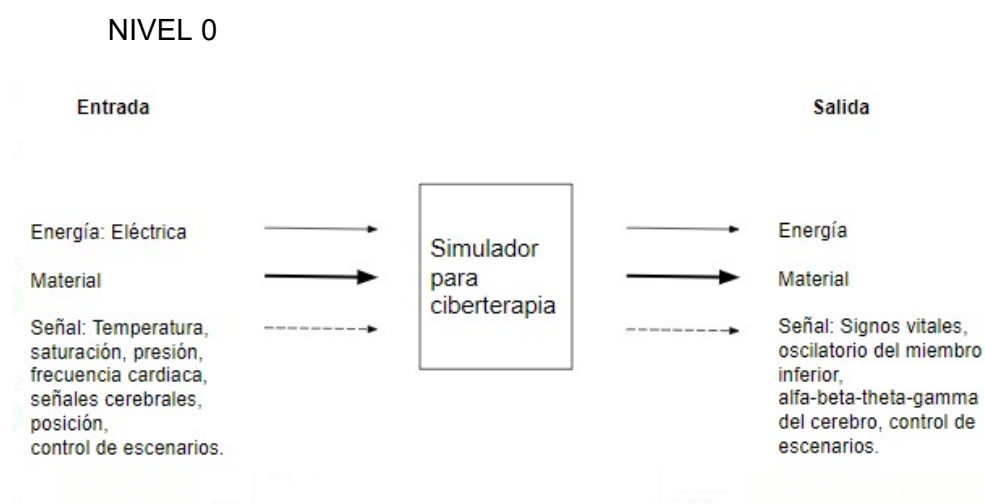 NIVEL 0
Entrada
Salida
Energía: Eléctrica
Material
Señal: Temperatura,
saturación, presión,
frecuencia cardiaca,
señales cerebrales,
posición,
control de escenarios.
Simulador
para
ciberterapia
Energía
Material
Señal: Signos vitales,
oscilatorio del miembro
inferior,
alfa-beta-theta-gamma
del cerebro, control de
escenarios.